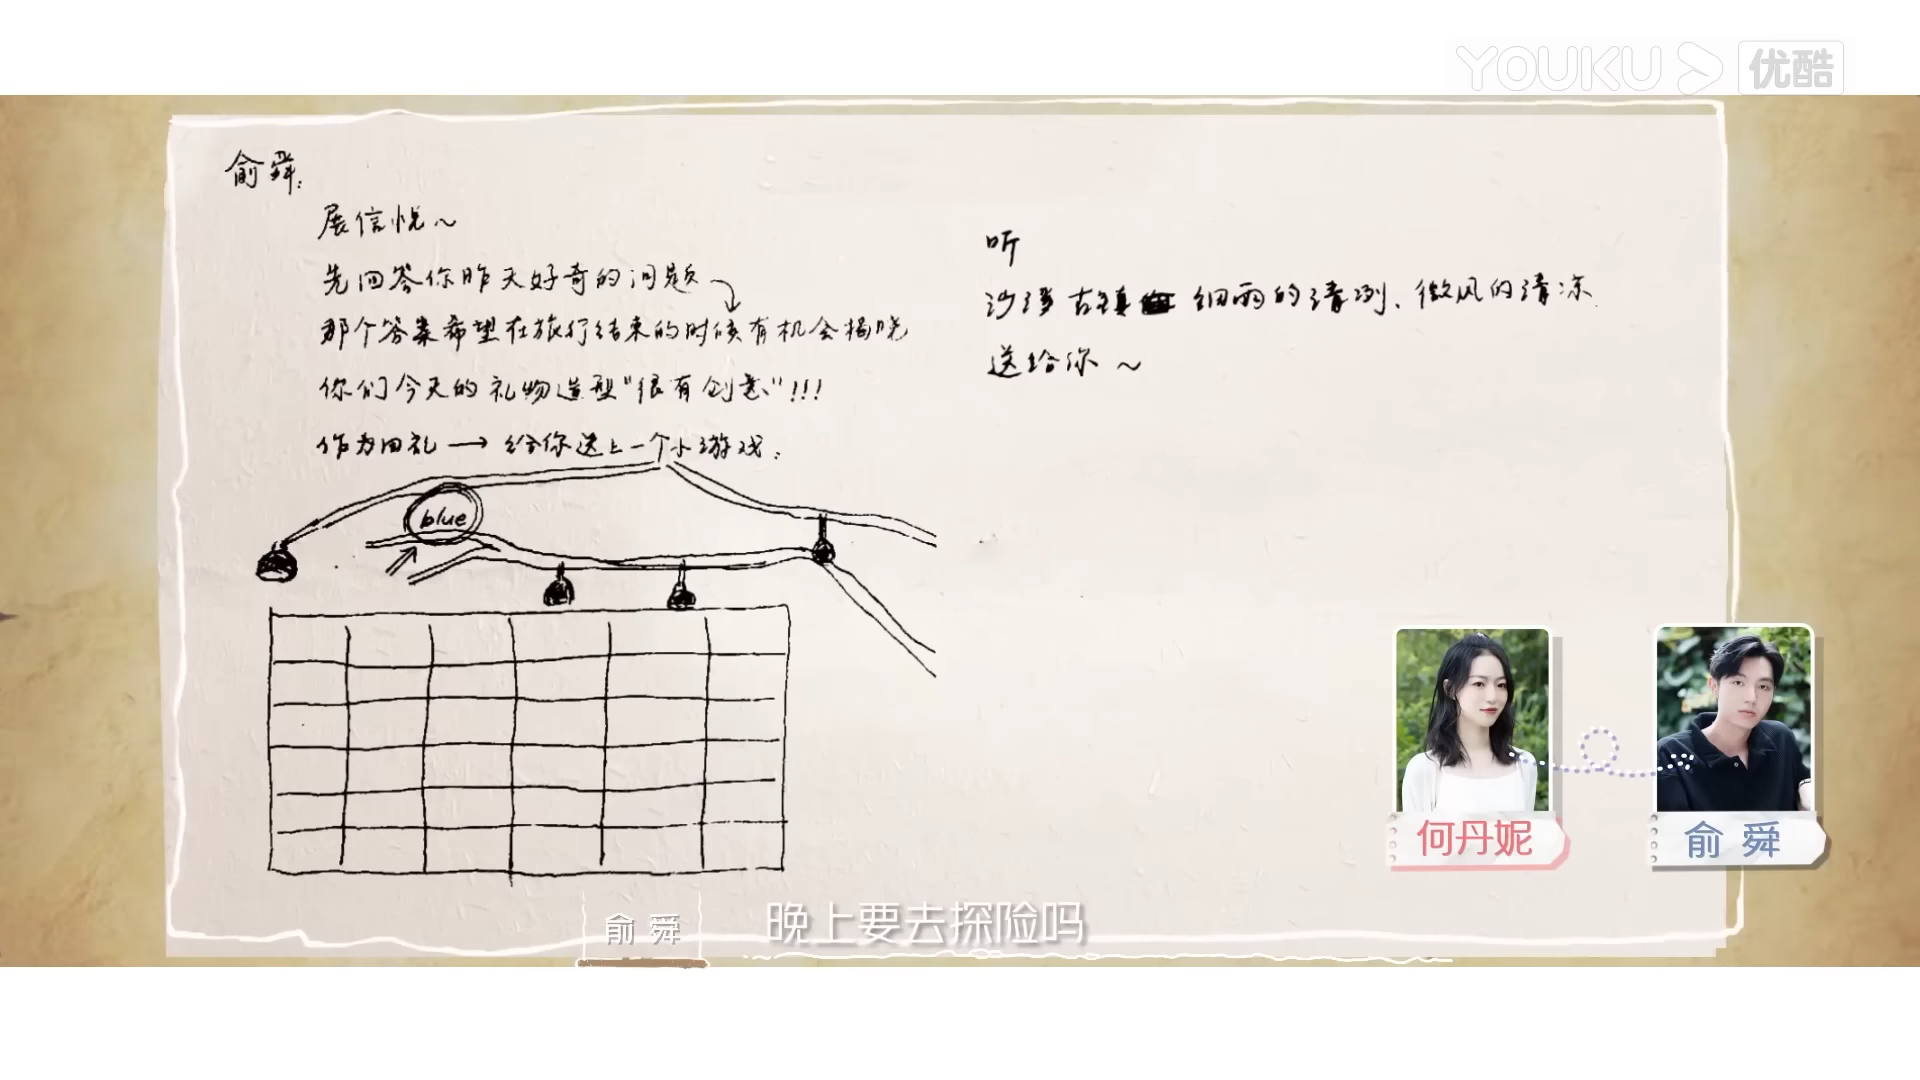 YOUKU 优酷
俞舜:
展信悦~
先回答你昨天好奇的问题
那个答案希望在旅行结束的时候有机会揭晓
你们今天的礼物造型“很有创意”!!!
作为回礼 → 给你送上一个小游戏:
blue
听
沙溪古镇 细雨的清冽、微风的清凉
送给你~
何丹妮
俞舜
俞舜
晚上要去探险吗